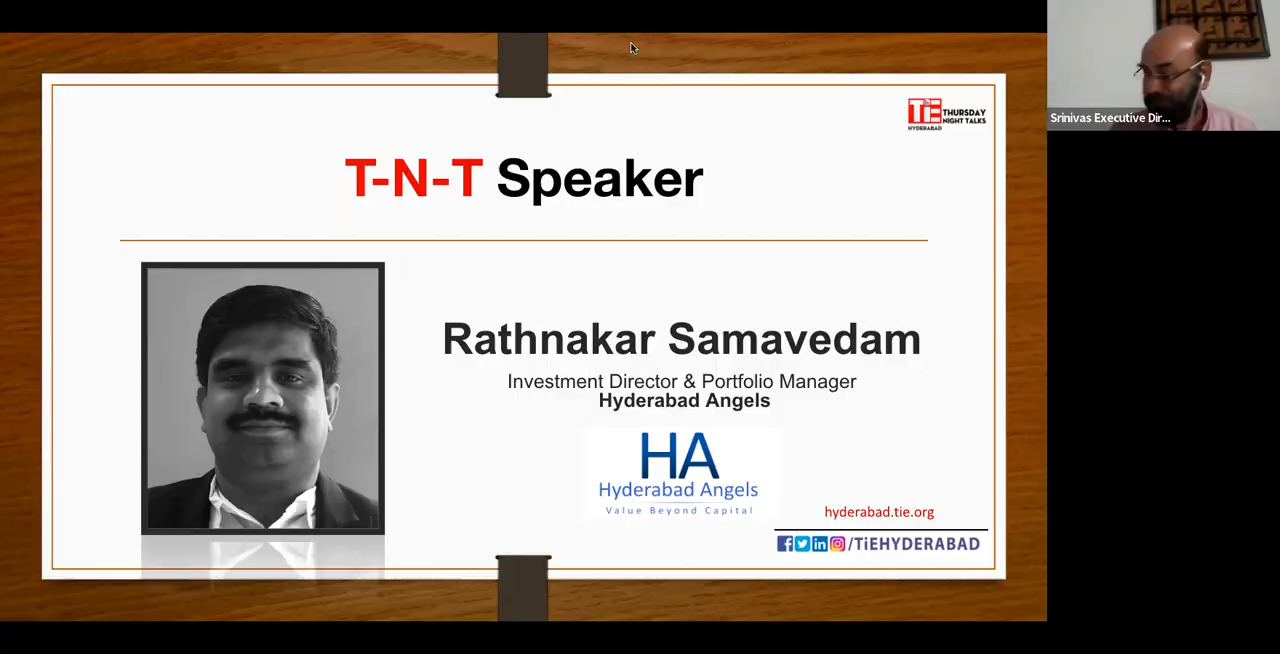 TiE THURSDAY
NIGHT TALKS
HYDERABAD
Srinivas Executive Dir...
T-N-T Speaker
Rathnakar Samavedam
Investment Director & Portfolio Manager
Hyderabad Angels
HA
Hyderabad Angels
Value Beyond Capital
hyderabad.tie.org
/TiEHYDERABAD